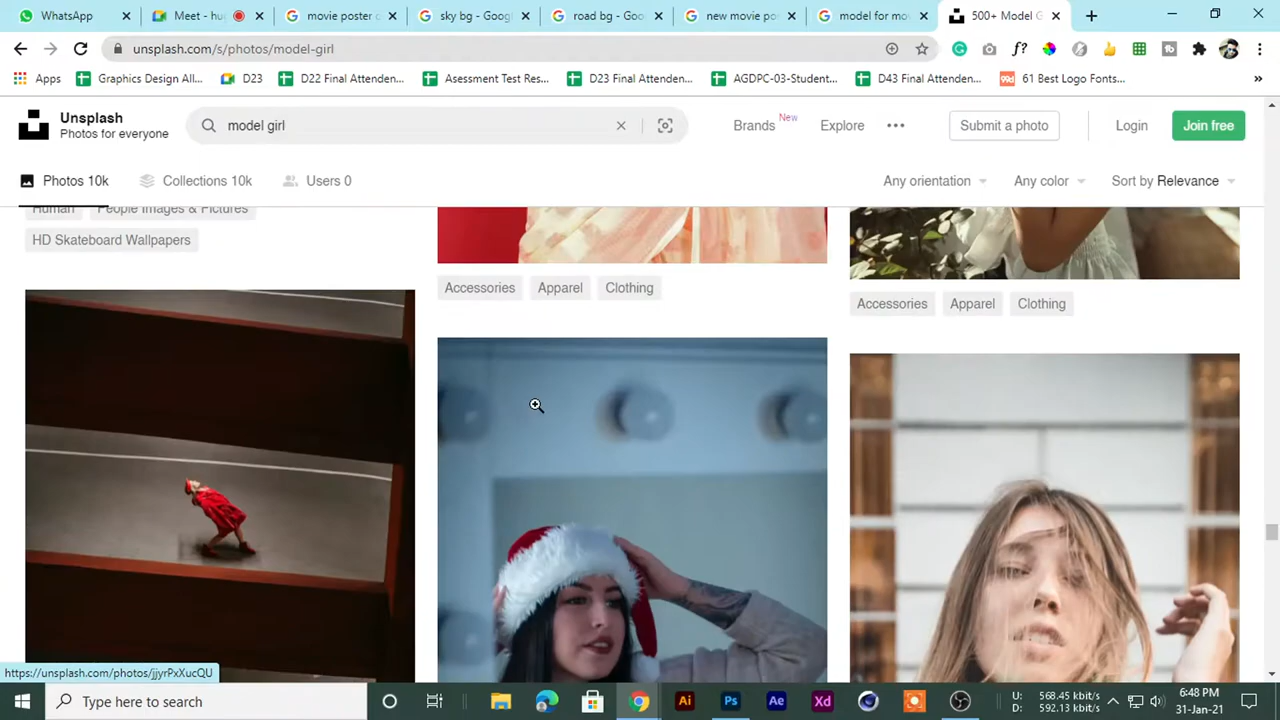 WhatsApp
Meet - hu
movie poster
sky bg - Goog
road bg - Goo
new movie po
model for mo
500+ Model G
unsplash.com/s/photos/model-girl
Apps
Graphics Design All...
D23
D22 Final Attenden...
Asessment Test Res...
D23 Final Attenden...
AGDPC-03-Student...
D43 Final Attenden...
61 Best Logo Fonts...
»
Unsplash
Photos for everyone
model girl
Brands New
Explore
Submit a photo
Login
Join free
Photos 10k
Collections 10k
Users 0
Any orientation
Any color
Sort by Relevance
Human
People Images & Pictures
HD Skateboard Wallpapers
Accessories
Apparel
Clothing
Accessories
Apparel
Clothing
https://unsplash.com/photos/jjyrPxXucQU
Type here to search
Ai
Ps
Ae
Xd
U: 568.45 kbit/s
D: 592.13 kbit/s
6:48 PM
31-Jan-21